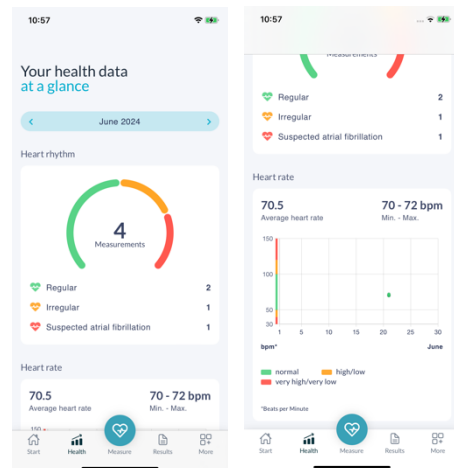 10:57
Your health data
at a glance
June 2024
Heart rhythm
4
Measurements
Regular 2
Irregular 1
Suspected atrial fibrillation 1
Heart rate
70.5 70 - 72 bpm
Average heart rate Min. - Max.
150
Start Health Measure Results More
10:57
Measurements
Regular 2
Irregular 1
Suspected atrial fibrillation 1
Heart rate
70.5 70 - 72 bpm
Average heart rate Min. - Max.
150
100
50
30
1 5 10 15 20 25 30
bpm* June
normal high/low
very high/very low
*Beats per Minute
Start Health Measure Results More